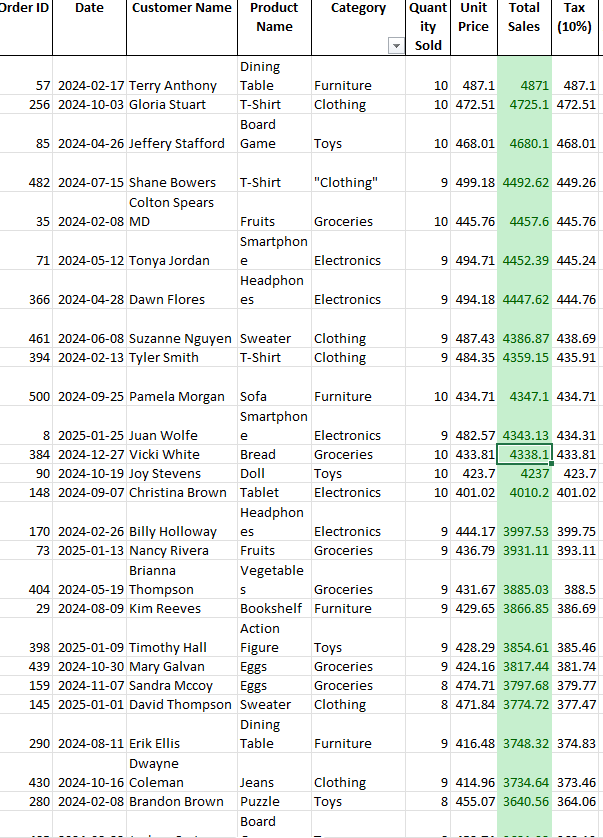 Order ID Date Customer Name Product Name Category Quantity Sold Unit Price Total Sales Tax (10%)
57 2024-02-17 Terry Anthony Dining Table Furniture 10 487.1 4871 487.1
256 2024-10-03 Gloria Stuart T-Shirt Clothing 10 472.51 4725.1 472.51
85 2024-04-26 Jeffery Stafford Board Game Toys 10 468.01 4680.1 468.01
482 2024-07-15 Shane Bowers T-Shirt "Clothing" 9 499.18 4492.62 449.26
35 2024-02-08 Colton Spears MD Fruits Groceries 10 445.76 4457.6 445.76
71 2024-05-12 Tonya Jordan Smartphone Electronics 9 494.71 4452.39 445.24
366 2024-04-28 Dawn Flores Headphones Electronics 9 494.18 4447.62 444.76
461 2024-06-08 Suzanne Nguyen Sweater Clothing 9 487.43 4386.87 438.69
394 2024-02-13 Tyler Smith T-Shirt Clothing 9 484.35 4359.15 435.91
500 2024-09-25 Pamela Morgan Sofa Furniture 10 434.71 4347.1 434.71
8 2025-01-25 Juan Wolfe Smartphone Electronics 9 482.57 4343.13 434.31
384 2024-12-27 Vicki White Bread Groceries 10 433.81 4338.1 433.81
90 2024-10-19 Joy Stevens Doll Toys 10 423.7 4237 423.7
148 2024-09-07 Christina Brown Tablet Electronics 10 401.02 4010.2 401.02
170 2024-02-26 Billy Holloway Headphones Electronics 9 444.17 3997.53 399.75
73 2025-01-13 Nancy Rivera Fruits Groceries 9 436.79 3931.11 393.11
404 2024-05-19 Brianna Thompson Vegetables Groceries 9 431.67 3885.03 388.5
29 2024-08-09 Kim Reeves Bookshelf Furniture 9 429.65 3866.85 386.69
398 2025-01-09 Timothy Hall Action Figure Toys 9 428.29 3854.61 385.46
439 2024-10-30 Mary Galvan Eggs Groceries 9 424.16 3817.44 381.74
159 2024-11-07 Sandra Mccoy Eggs Groceries 8 474.71 3797.68 379.77
145 2025-01-01 David Thompson Sweater Clothing 8 471.84 3774.72 377.47
290 2024-08-11 Erik Ellis Dining Table Furniture 9 416.48 3748.32 374.83
430 2024-10-16 Dwayne Coleman Jeans Clothing 9 414.96 3734.64 373.46
280 2024-02-08 Brandon Brown Puzzle Toys 8 455.07 3640.56 364.06
Board